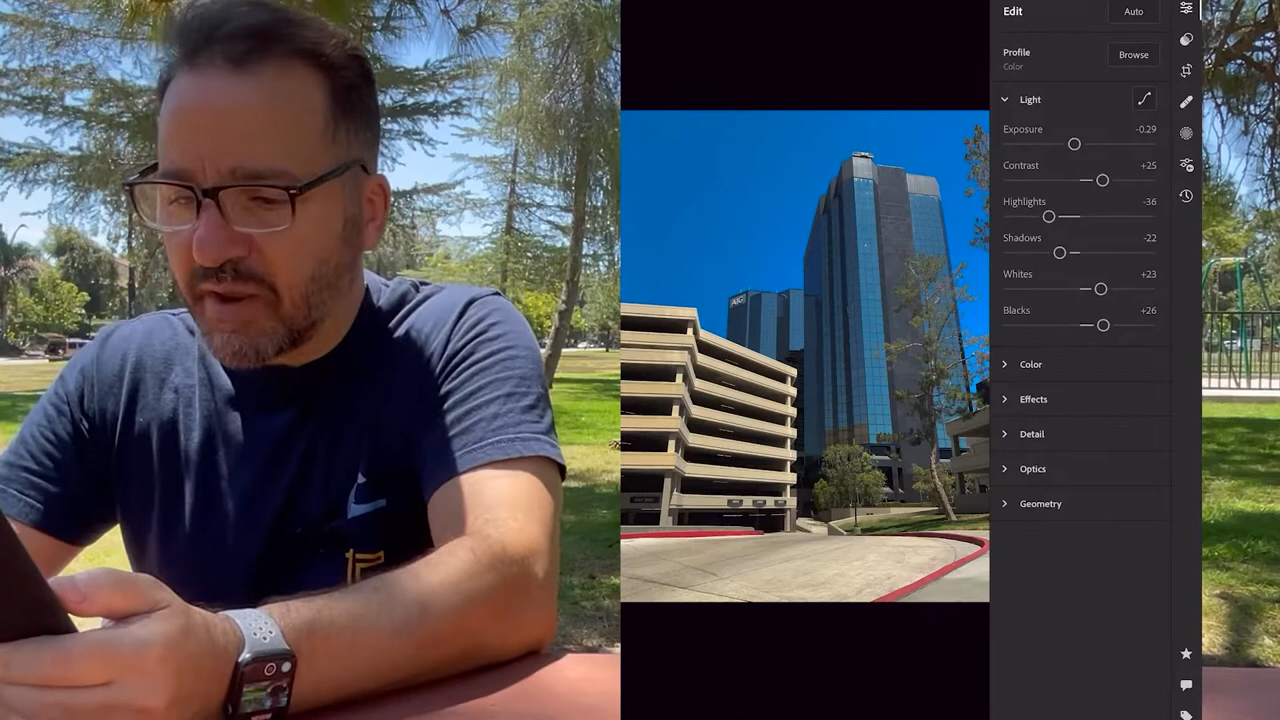 Edit
Auto
Profile
Color
Browse
Light
Exposure
-0.29
Contrast
+25
Highlights
-36
Shadows
-22
Whites
+23
Blacks
+26
Color
Effects
Detail
Optics
Geometry
AIG